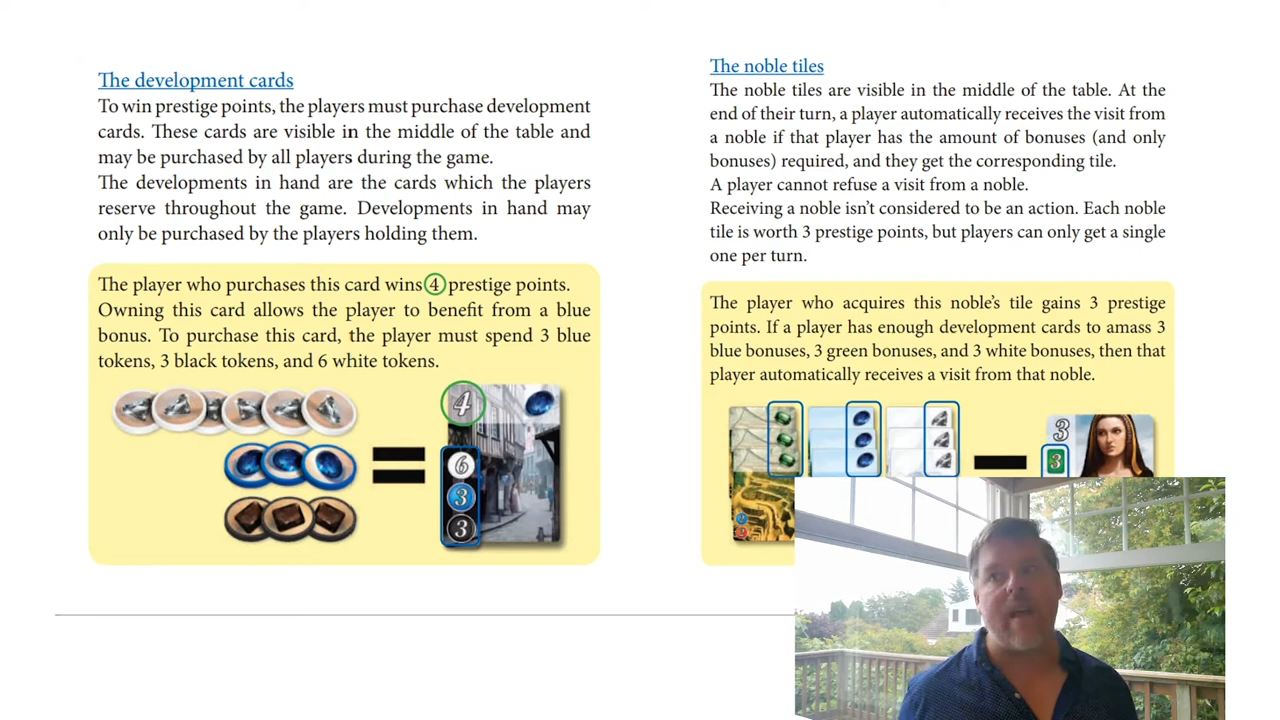 The development cards
To win prestige points, the players must purchase development
cards. These cards are visible in the middle of the table and
may be purchased by all players during the game.
The developments in hand are the cards which the players
reserve throughout the game. Developments in hand may
only be purchased by the players holding them.
The player who purchases this card wins 4 prestige points.
Owning this card allows the player to benefit from a blue
bonus. To purchase this card, the player must spend 3 blue
tokens, 3 black tokens, and 6 white tokens.
4
6
3
3
The noble tiles
The noble tiles are visible in the middle of the table. At the
end of their turn, a player automatically receives the visit from
a noble if that player has the amount of bonuses (and only
bonuses) required, and they get the corresponding tile.
A player cannot refuse a visit from a noble.
Receiving a noble isn't considered to be an action. Each noble
tile is worth 3 prestige points, but players can only get a single
one per turn.
The player who acquires this noble's tile gains 3 prestige
points. If a player has enough development cards to amass 3
blue bonuses, 3 green bonuses, and 3 white bonuses, then that
player automatically receives a visit from that noble.
3
3